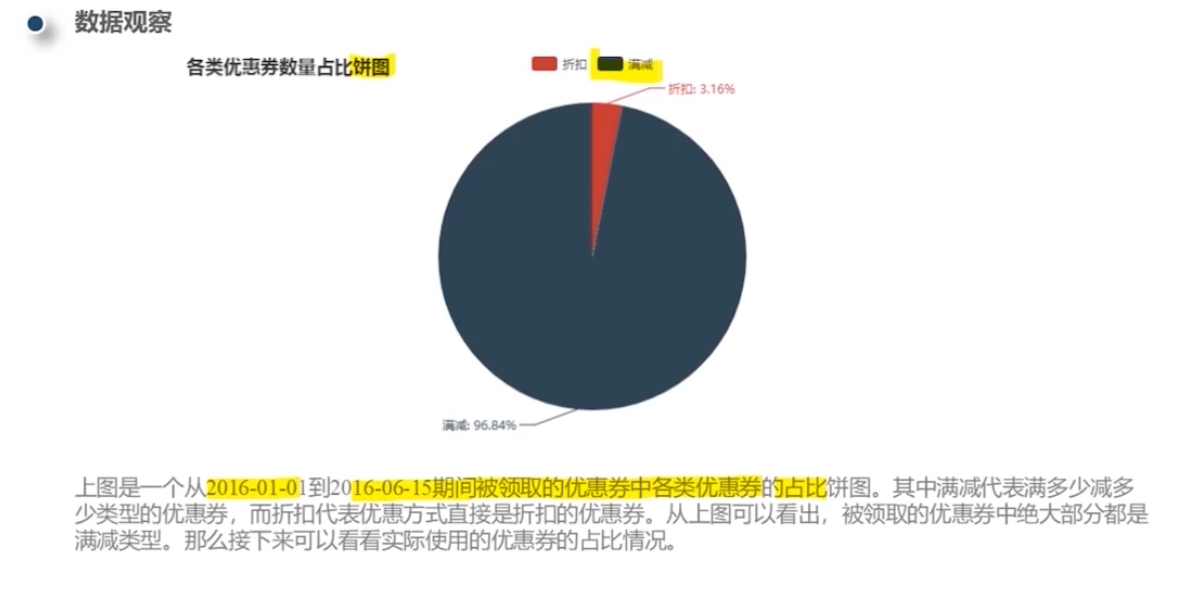 数据观察
各类优惠券数量占比饼图
折扣 满减
折扣: 3.16%
满减: 96.84%
上图是一个从2016-01-01到2016-06-15期间被领取的优惠券中各类优惠券的占比饼图。其中满减代表满多少减多
少类型的优惠券，而折扣代表优惠方式直接是折扣的优惠券。从上图可以看出，被领取的优惠券中绝大部分都是
满减类型。那么接下来可以看看实际使用的优惠券的占比情况。